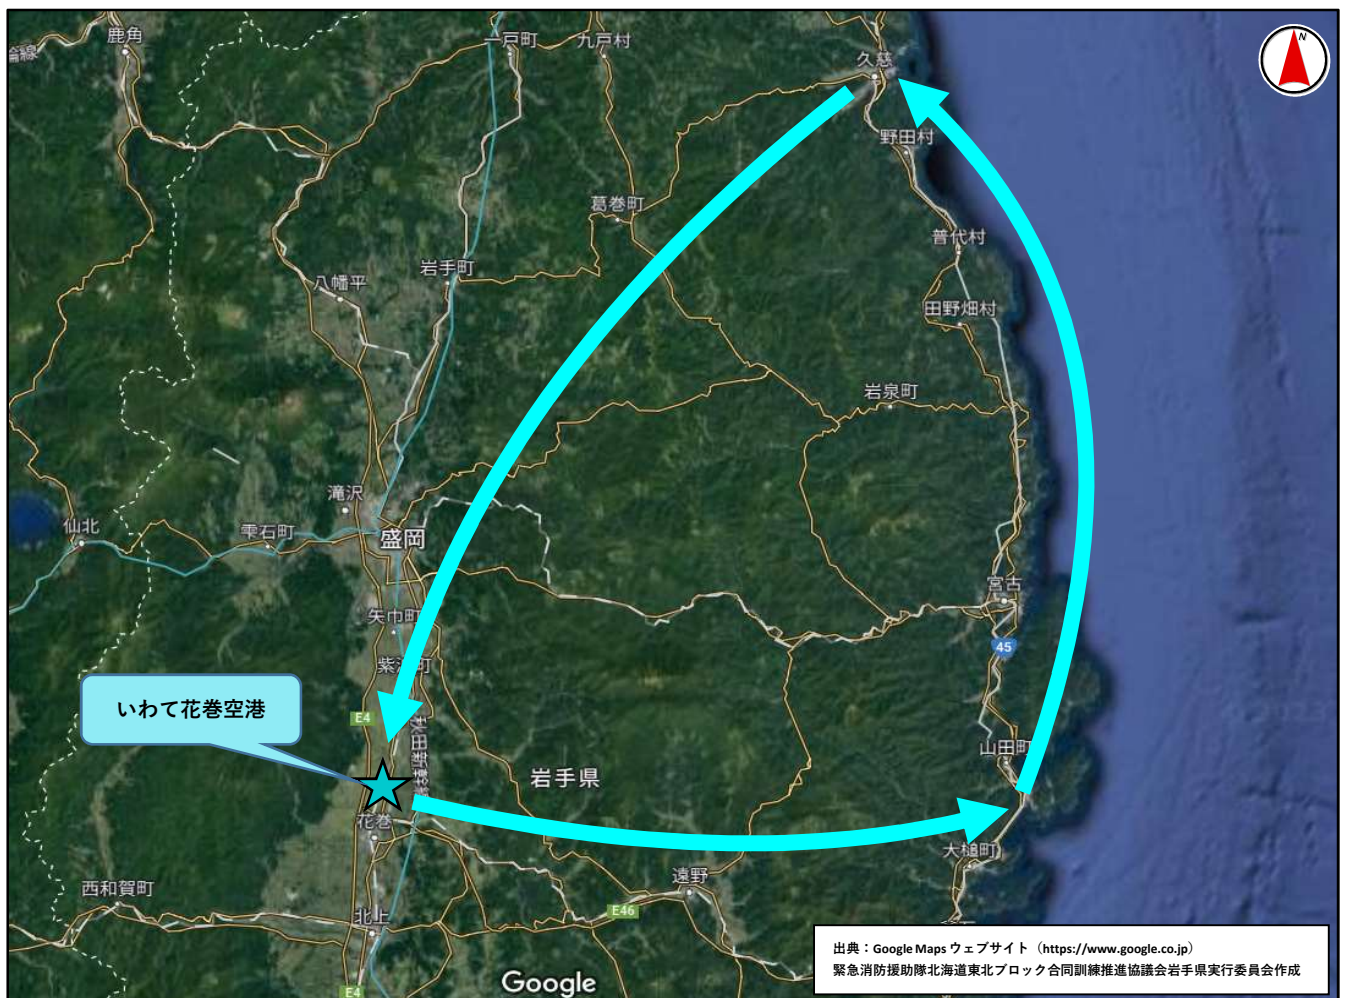 鹿角
一戸町
九戸村
久慈
N
野田村
葛巻町
普代村
岩手町
八幡平
田野畑村
岩泉町
滝沢
仙北
雫石町
盛岡
宮古
矢巾町
45
E4
いわて花巻空港
山田町
岩手県
花巻
大槌町
遠野
西和賀町
北上
E46
出典：Google Maps ウェブサイト（https://www.google.co.jp）
緊急消防援助隊北海道東北ブロック合同訓練推進協議会岩手県実行委員会作成
Google
E4